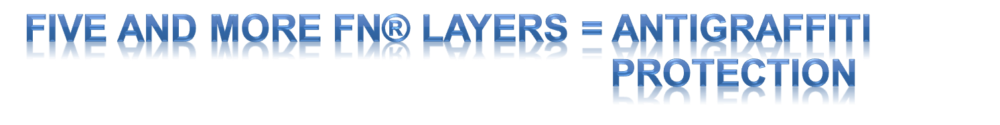 FIVE AND MORE FN® LAYERS = ANTIGRAFFITI
PROTECTION